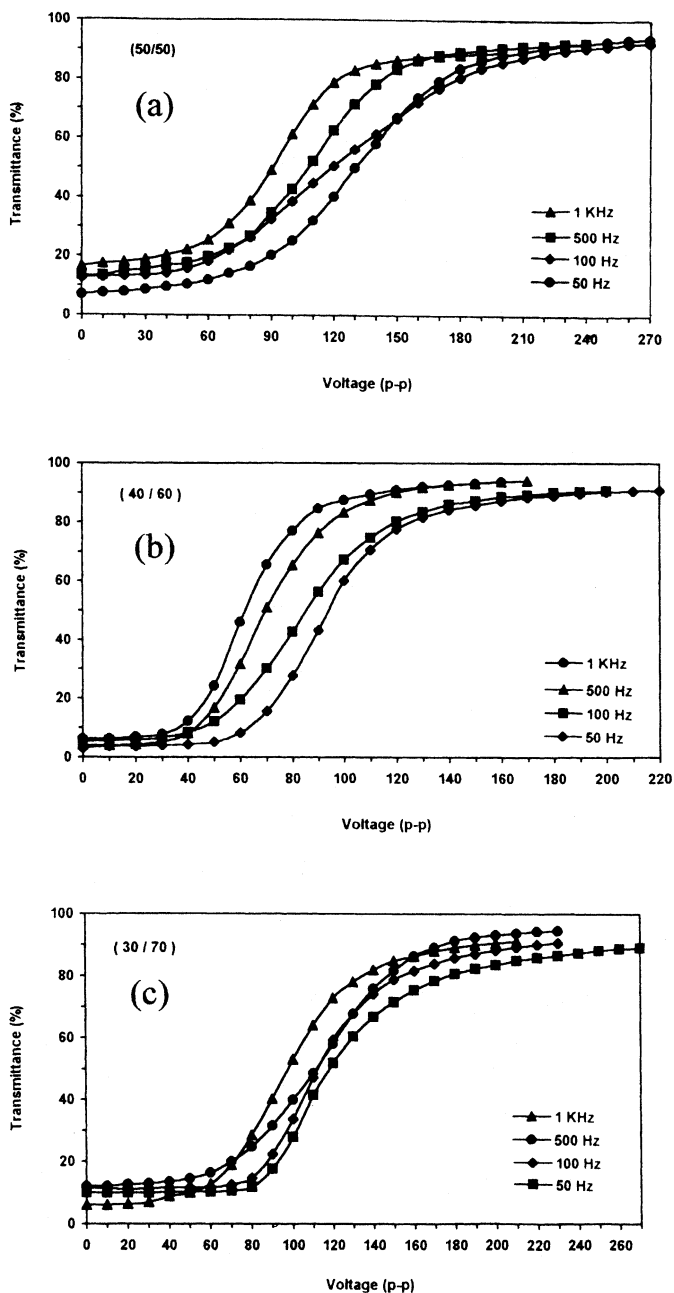 100
80
60
40
20
0
Transmittance (%)
(50/50)
(a)
1 KHz
500 Hz
100 Hz
50 Hz
0 30 60 90 120 150 180 210 240 270
Voltage (p-p)
100
80
60
40
20
0
Transmittance (%)
( 40 / 60 )
(b)
1 KHz
500 Hz
100 Hz
50 Hz
0 20 40 60 80 100 120 140 160 180 200 220
Voltage (p-p)
100
80
60
40
20
0
Transmittance (%)
( 30 / 70 )
(c)
1 KHz
500 Hz
100 Hz
50 Hz
0 20 40 60 80 100 120 140 160 180 200 220 240 260
Voltage (p-p)